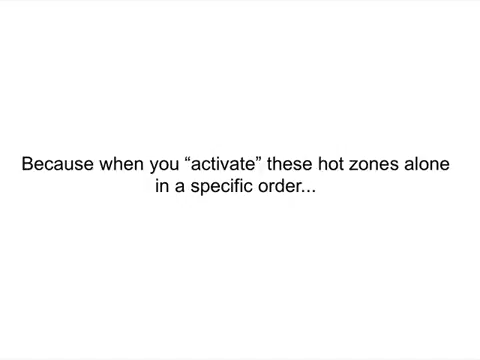 Because when you “activate” these hot zones alone
in a specific order...